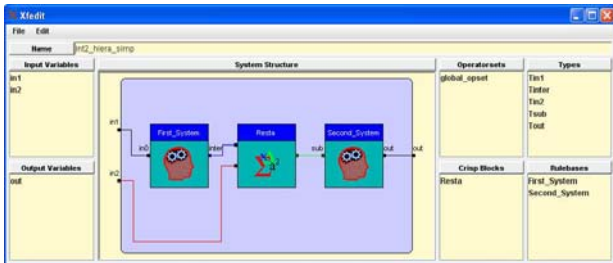 Xfedit
File Edit
Name int2_hiera_simp
Input Variables
in1
in2
System Structure
Operatorsets
global_opset
Types
Tin1
Tinter
Tin2
Tsub
Tout
in1
First_System
Resta
Second_System
in0
inter
sub
out
out
in2
Output Variables
out
Crisp Blocks
Resta
Rulebases
First_System
Second_System